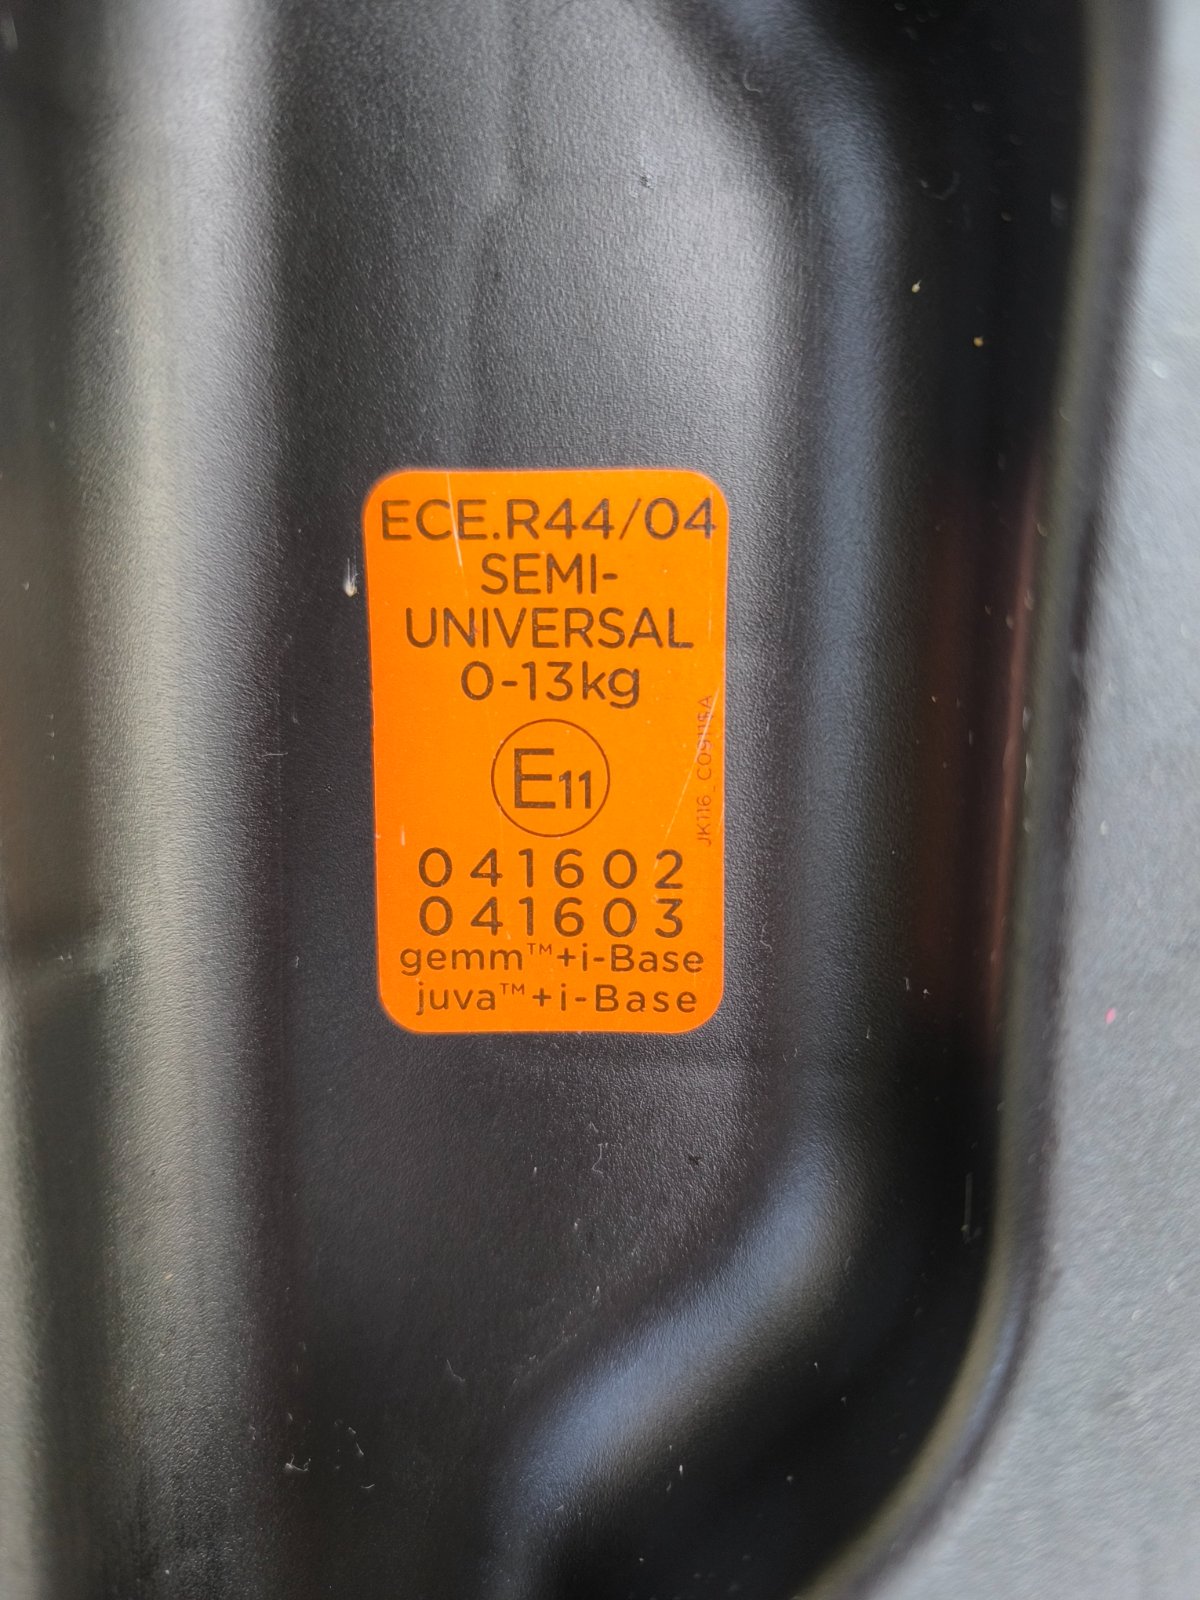 ECE.R44/04
SEMI-
UNIVERSAL
0-13kg
E11
041602
041603
gemm™+i-Base
juva™+i-Base